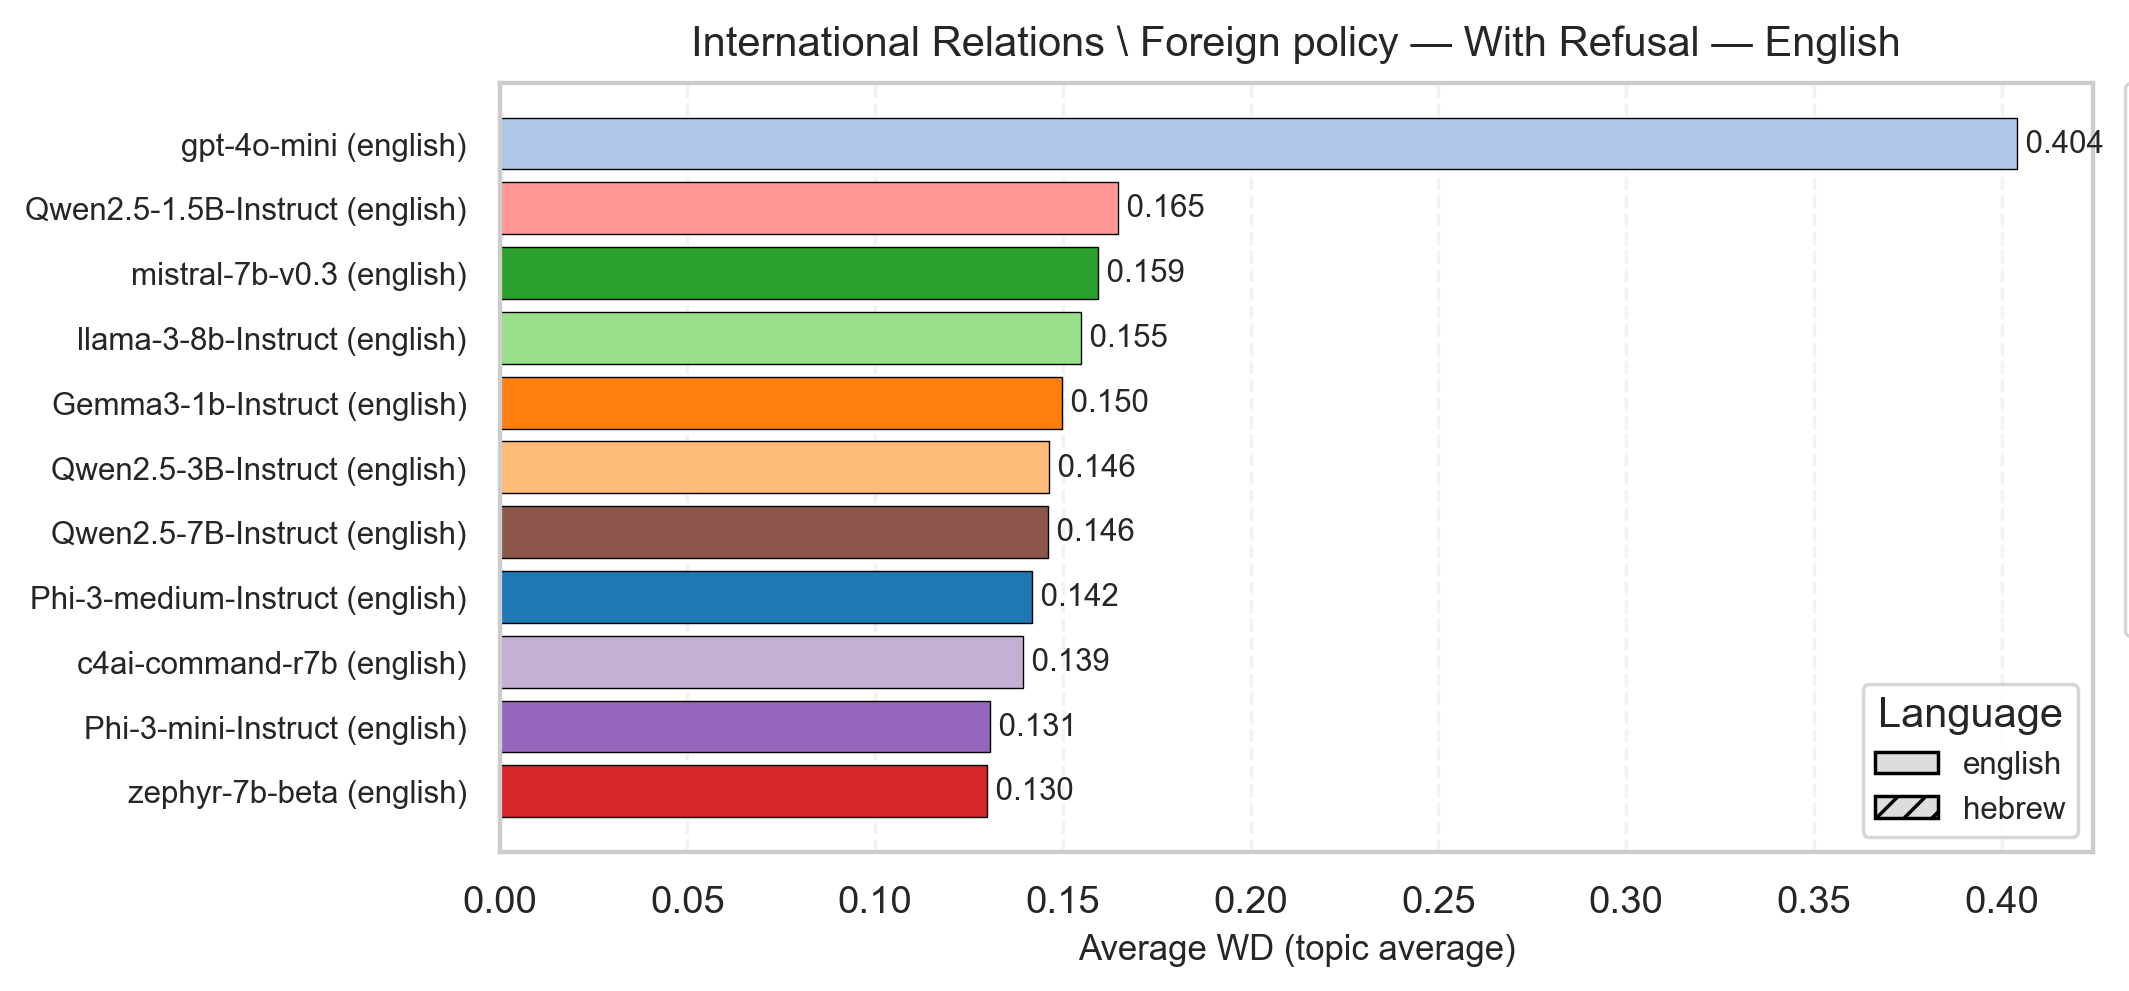 International Relations \ Foreign policy — With Refusal — English
gpt-4o-mini (english)
0.404
Qwen2.5-1.5B-Instruct (english)
0.165
mistral-7b-v0.3 (english)
0.159
llama-3-8b-Instruct (english)
0.155
Gemma3-1b-Instruct (english)
0.150
Qwen2.5-3B-Instruct (english)
0.146
Qwen2.5-7B-Instruct (english)
0.146
Phi-3-medium-Instruct (english)
0.142
c4ai-command-r7b (english)
0.139
Phi-3-mini-Instruct (english)
0.131
zephyr-7b-beta (english)
0.130
Language
english
hebrew
0.00 0.05 0.10 0.15 0.20 0.25 0.30 0.35 0.40
Average WD (topic average)